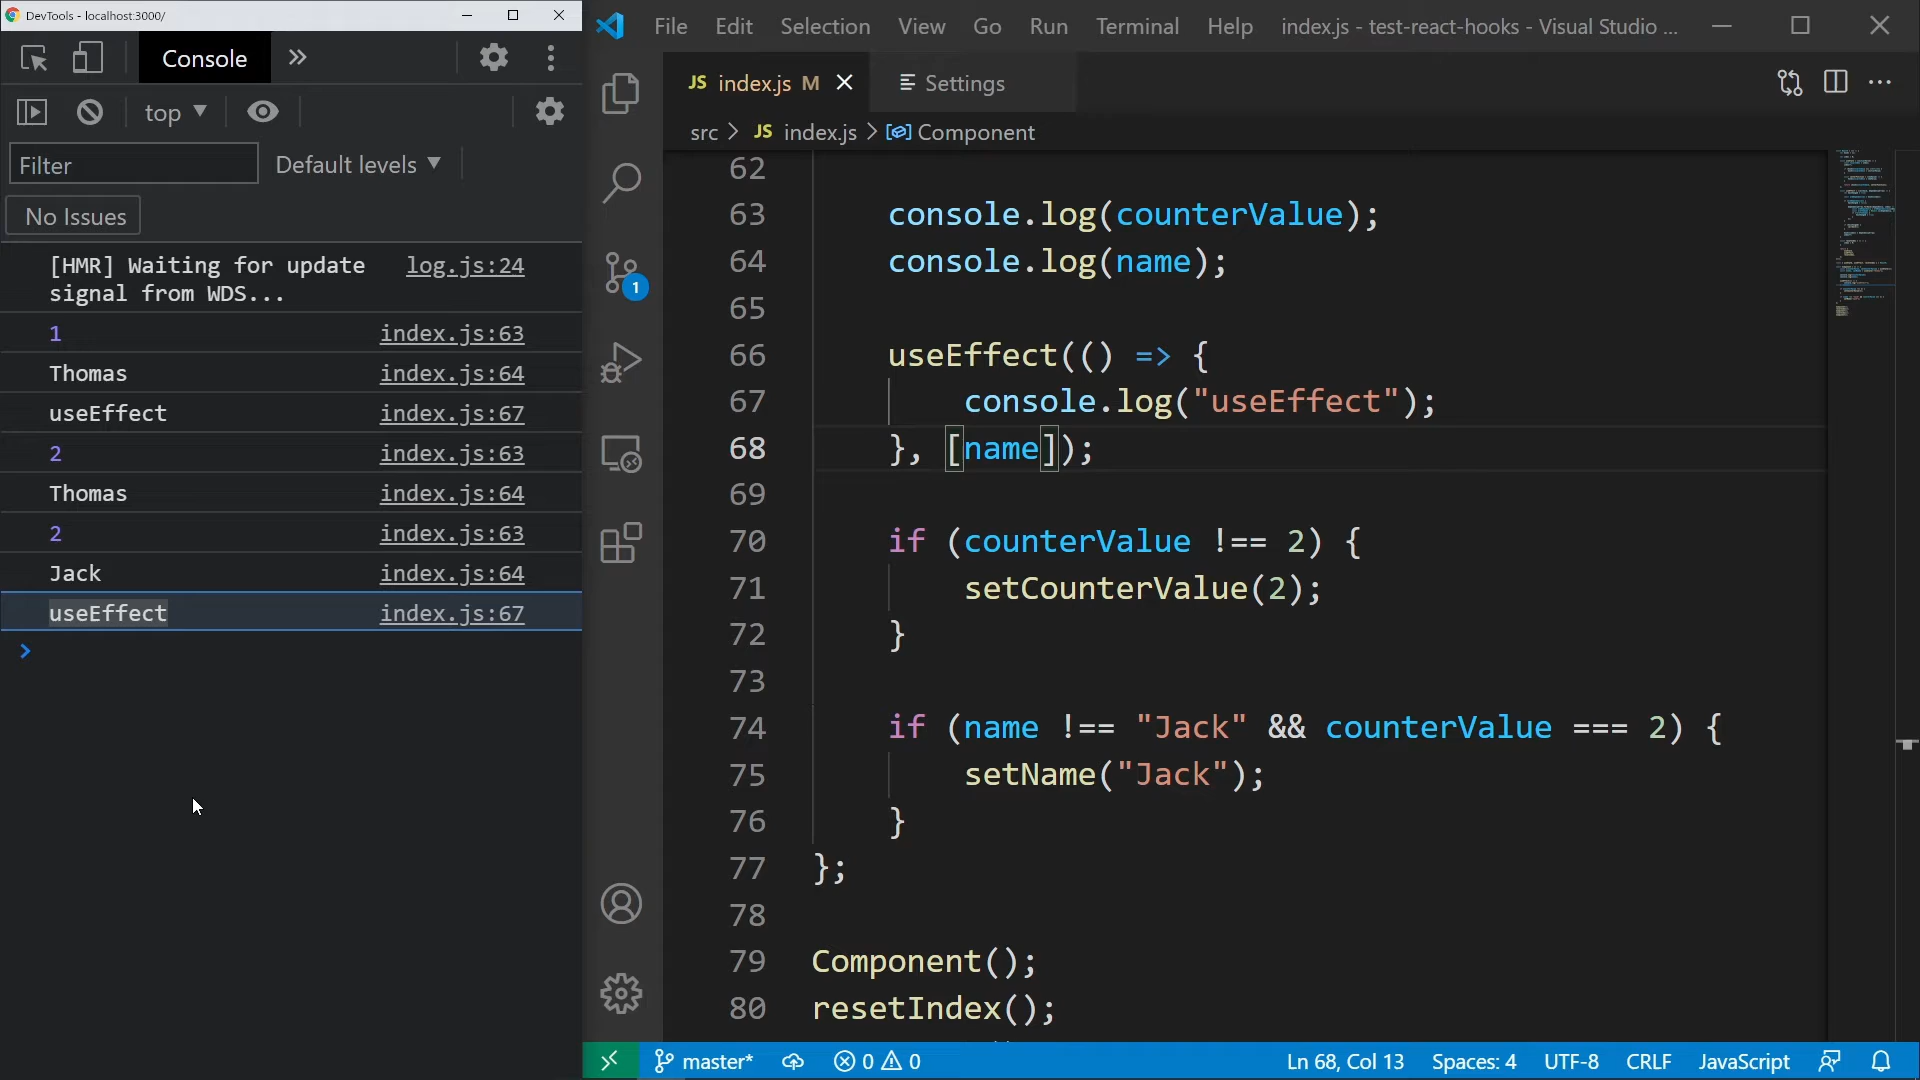 DevTools - localhost:3000/
Console
top
Filter
Default levels
No Issues
[HMR] Waiting for update log.js:24
signal from WDS...
1 index.js:63
Thomas index.js:64
useEffect index.js:67
2 index.js:63
Thomas index.js:64
2 index.js:63
Jack index.js:64
useEffect index.js:67
File Edit Selection View Go Run Terminal Help index.js - test-react-hooks - Visual Studio ...
JS index.js M Settings
src > JS index.js > Component
1
62
63 console.log(counterValue);
64 console.log(name);
65
66 useEffect(() => {
67 console.log("useEffect");
68 }, [name]);
69
70 if (counterValue !== 2) {
71 setCounterValue(2);
72 }
73
74 if (name !== "Jack" && counterValue === 2) {
75 setName("Jack");
76 }
77 };
78
79 Component();
80 resetIndex();
master* 0 0 Ln 68, Col 13 Spaces: 4 UTF-8 CRLF JavaScript